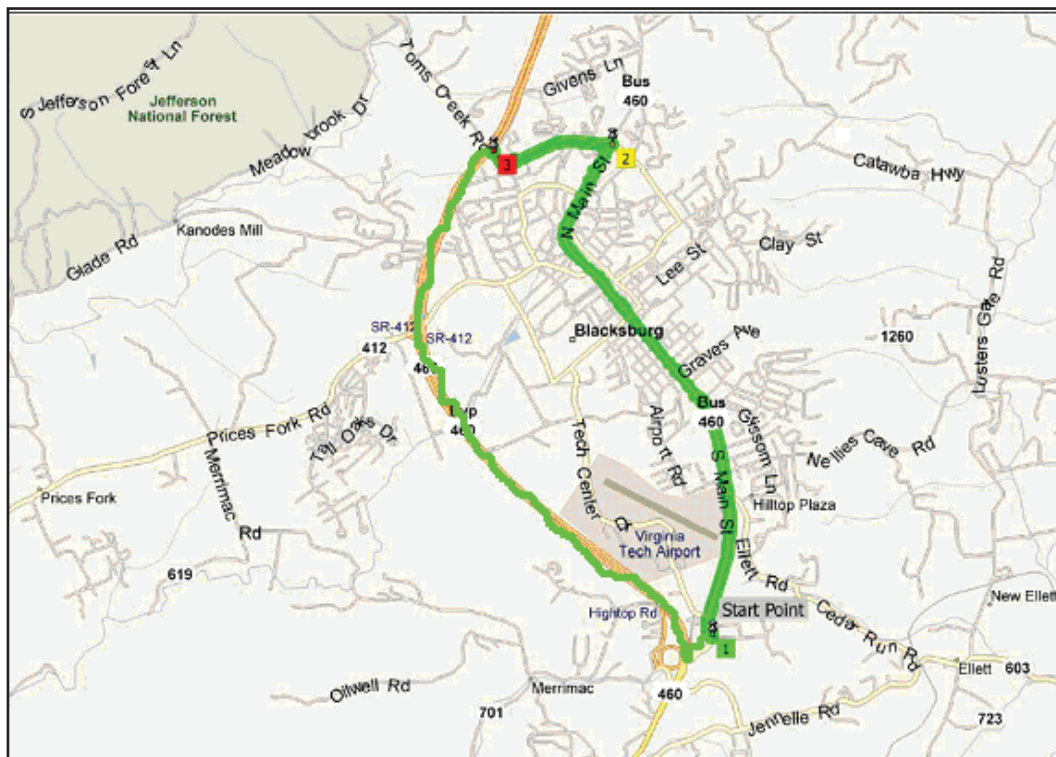 S Jefferson Forest Ln
Jefferson
National Forest
Meadowbrook Dr
Toms Creek Rd
Givens Ln
Bus
460
3
2
Catawba Hwy
N Main St
Clay St
Lee St
Kanodes Mill
Glade Rd
Lusters Gate Rd
SR-412
SR-412
412
460
Blacksburg
Graves Ave
1260
Byp
460
Bus
460
Prices Fork Rd
Tall Oaks Dr
Airport Rd
Grissom Ln
Nellies Cave Rd
Tech Center Dr
S Main St
Hilltop Plaza
Prices Fork
Merrimac Rd
Virginia
Tech Airport
Ellett Rd
619
New Ellett
Hightop Rd
Start Point
1
Cedar Run Rd
Ellett
603
Oilwell Rd
Merrimac
460
701
Jennelle Rd
723